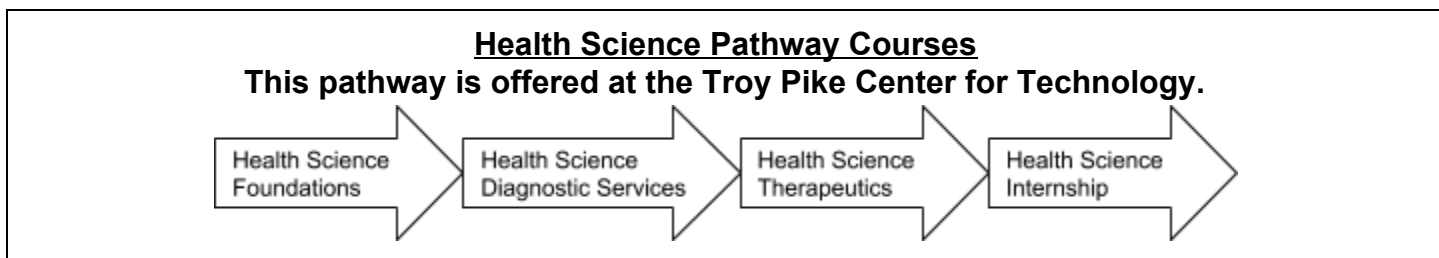 Health Science Pathway Courses
This pathway is offered at the Troy Pike Center for Technology.
Health Science
Foundations
Health Science
Diagnostic Services
Health Science
Therapeutics
Health Science
Internship